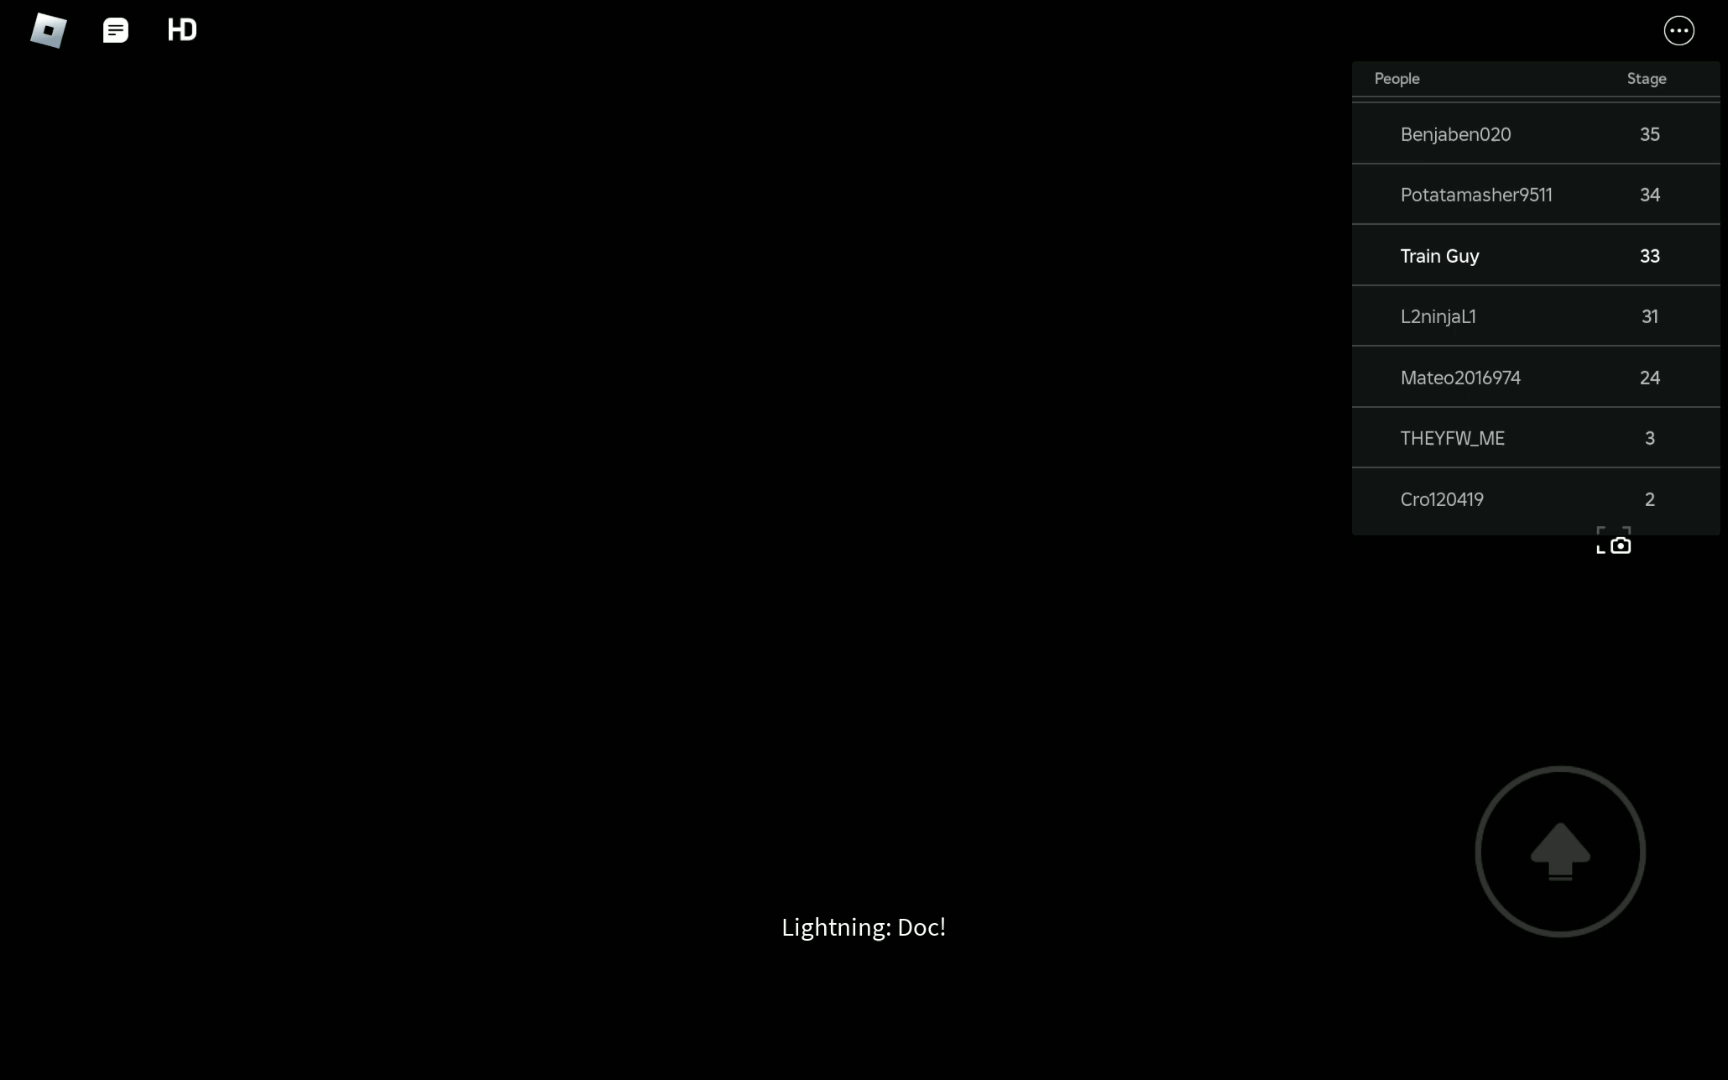 HD
People Stage
Benjaben020 35
Potatamasher9511 34
Train Guy 33
L2ninjaL1 31
Mateo2016974 24
THEYFW_ME 3
Cro120419 2
Lightning: Doc!